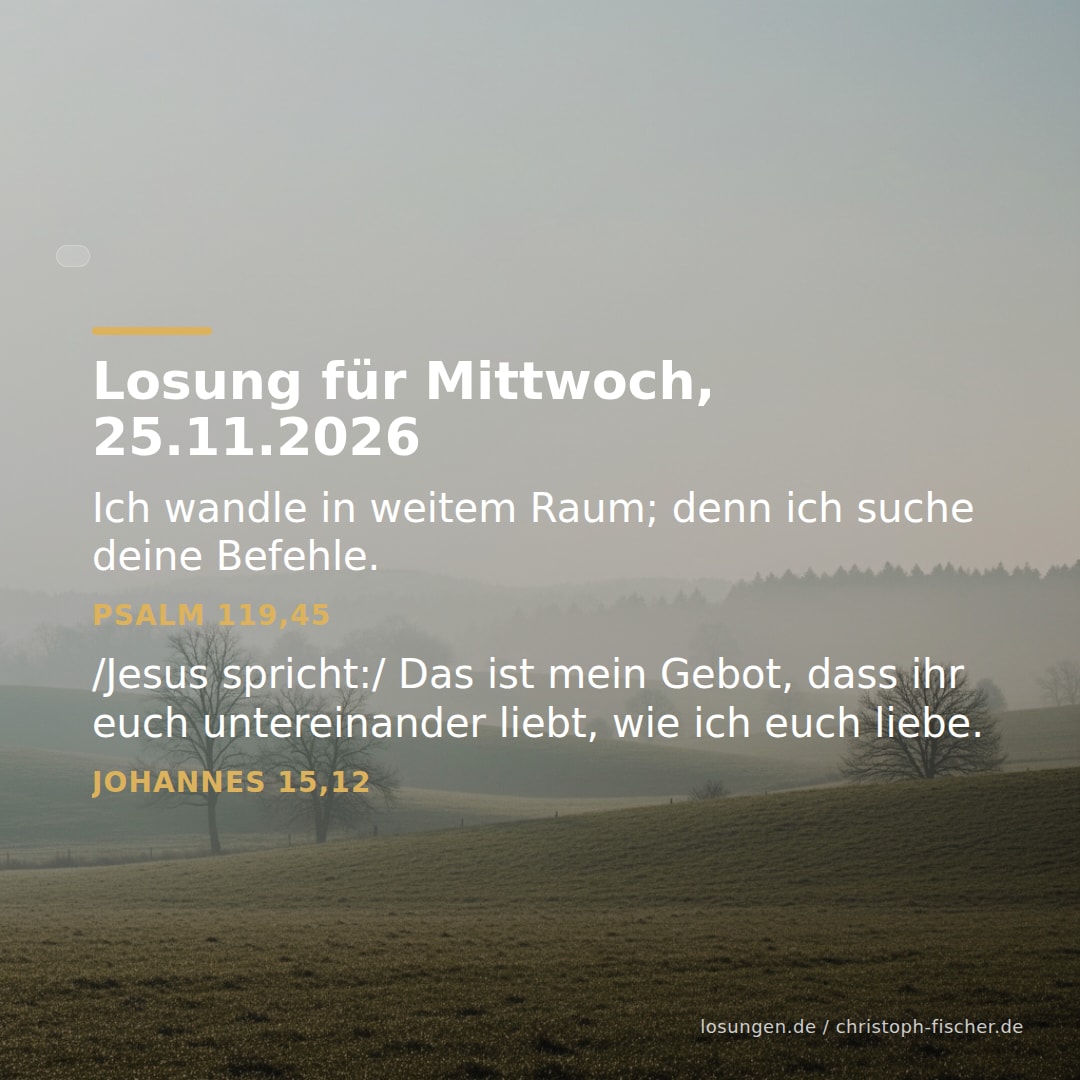 Losung für Mittwoch,
25.11.2026
Ich wandle in weitem Raum; denn ich suche
deine Befehle.
PSALM 119,45
/Jesus spricht:/ Das ist mein Gebot, dass ihr
euch untereinander liebt, wie ich euch liebe.
JOHANNES 15,12
losungen.de / christoph-fischer.de